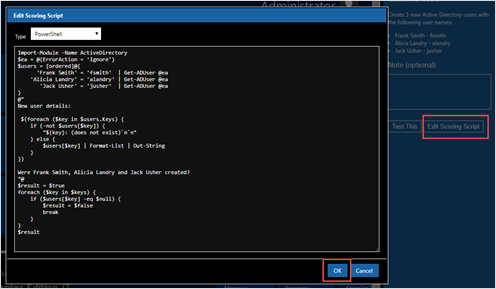 Administrator
Edit Scoring Script
Type PowerShell
Import-Module -Name ActiveDirectory
$ea = @{ErrorAction = 'Ignore'}
$users = [ordered]@{
'Frank Smith' = 'fsmith' | Get-ADUser @ea
'Alicia Landry' = 'alandry' | Get-ADUser @ea
'Jack Usher' = 'jusher' | Get-ADUser @ea
}
@"
New user details:
$(foreach ($key in $users.Keys) {
if (-not $users[$key]) {
"${key}: (does not exist)`n`n"
} else {
$users[$key] | Format-List | Out-String
}
})
Were Frank Smith, Alicia Landry and Jack Usher created?
"@
$result = $true
foreach ($key in $keys) {
if ($users[$key] -eq $null) {
$result = $false
break
}
}
$result
OK
Cancel
Create 3 new Active Directory users with
the following user names:
Frank Smith - fsmith
Alicia Landry - alandry
Jack Usher - jusher
Note (optional)
Test This
Edit Scoring Script